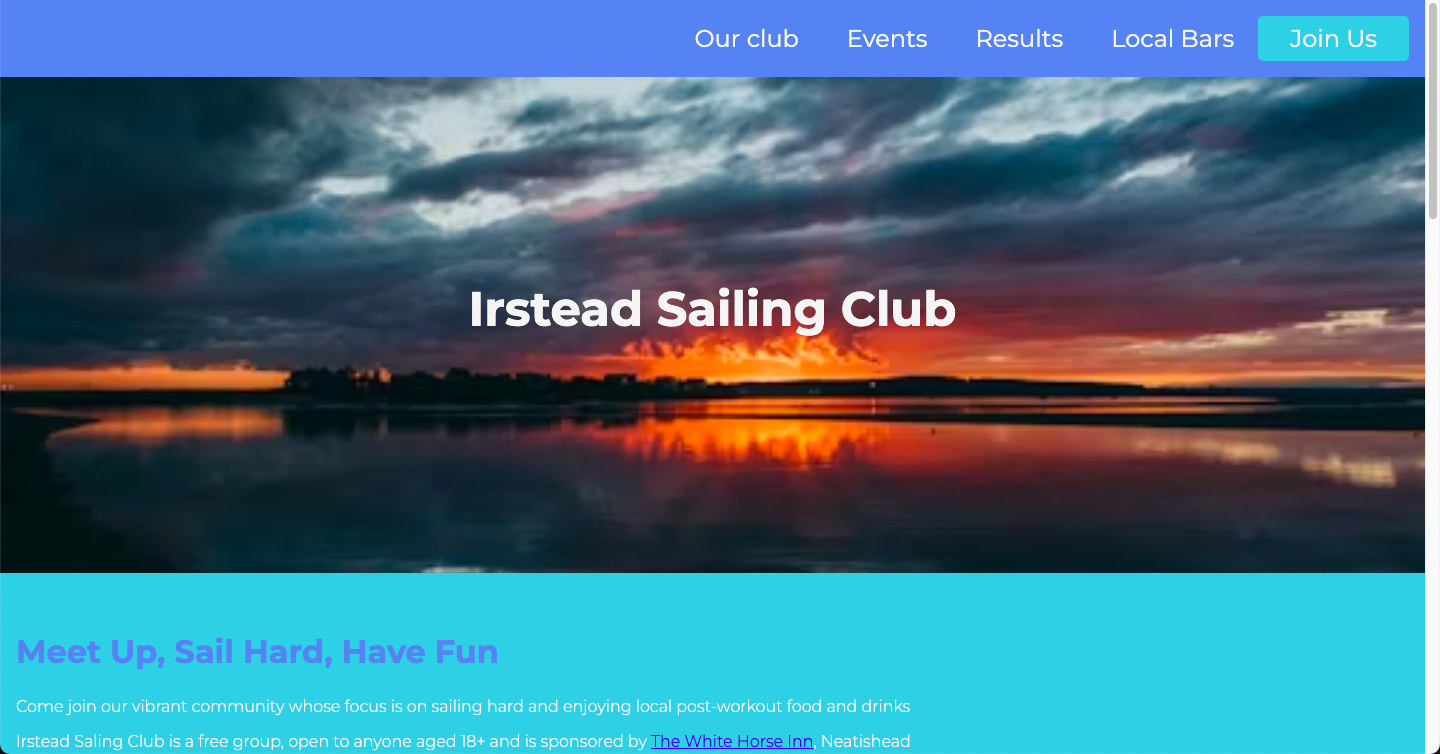 Our club Events Results Local Bars Join Us
Irstead Sailing Club
Meet Up, Sail Hard, Have Fun
Come join our vibrant community whose focus is on sailing hard and enjoying local post-workout food and drinks
Irstead Saling Club is a free group, open to anyone aged 18+ and is sponsored by The White Horse Inn, Neatishead